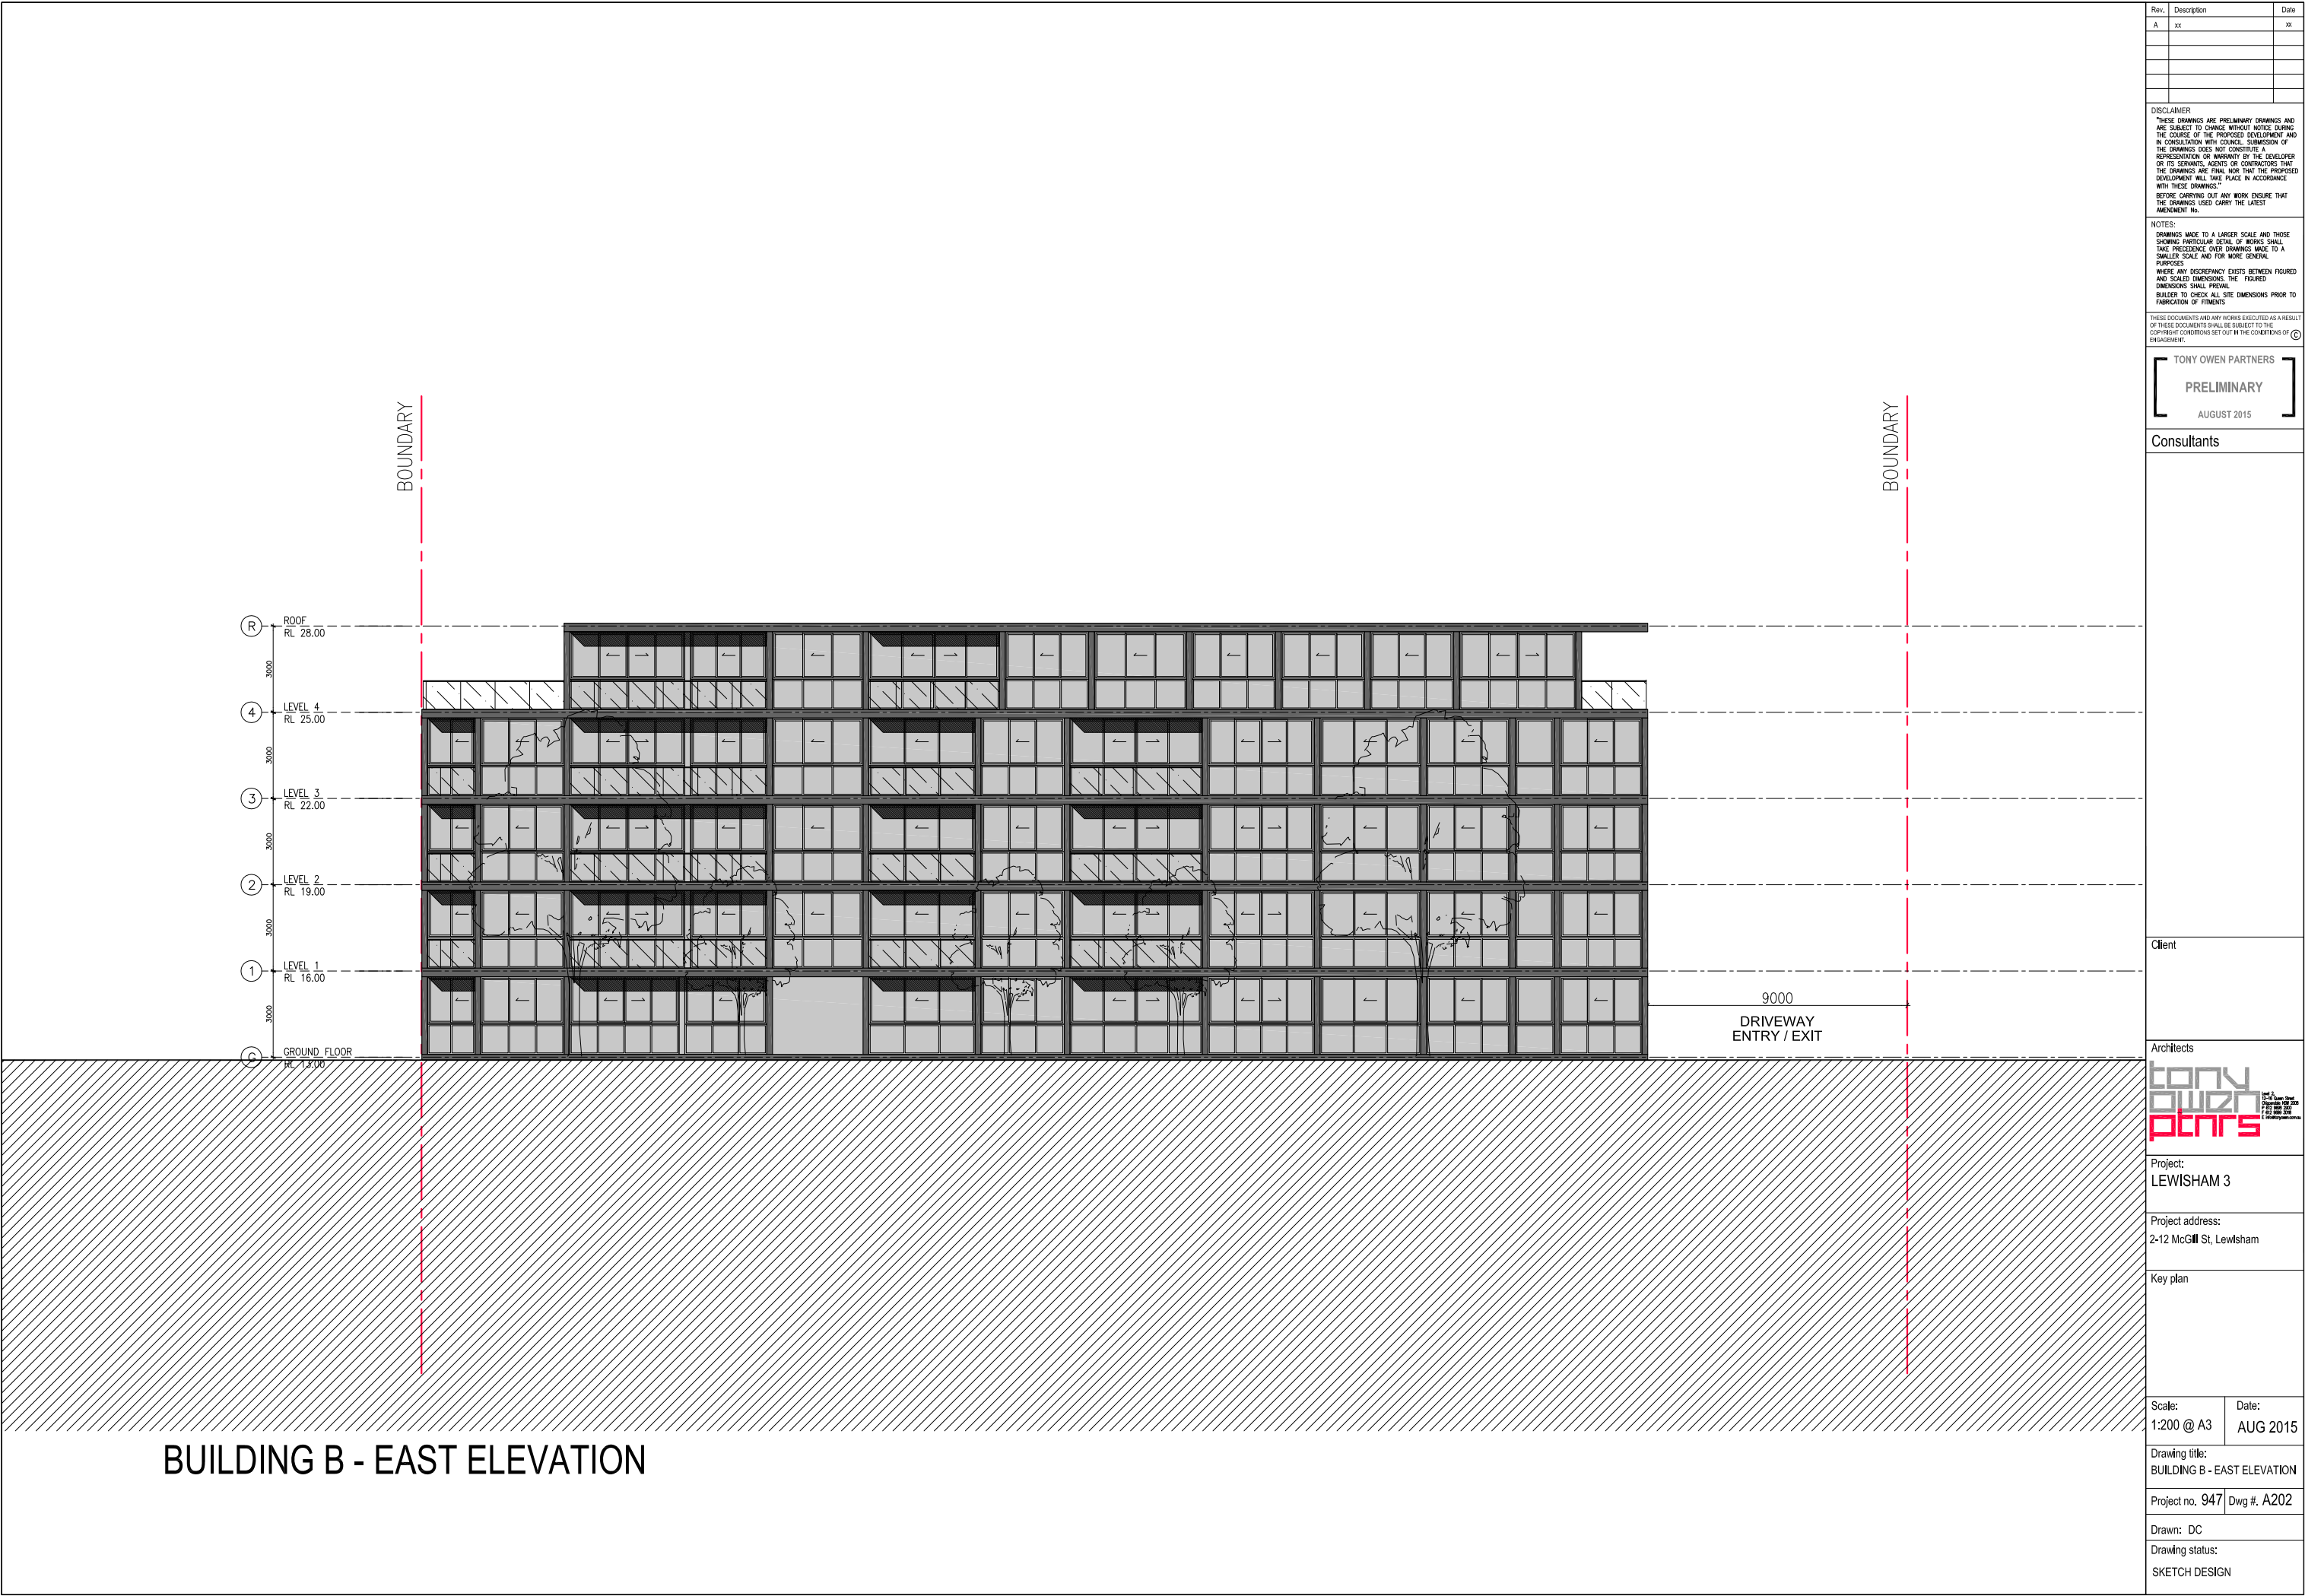 BOUNDARY
BOUNDARY
R
ROOF
RL 28.00
3000
4
LEVEL 4
RL 25.00
3000
3
LEVEL 3
RL 22.00
3000
2
LEVEL 2
RL 19.00
3000
1
LEVEL 1
RL 16.00
3000
G
GROUND FLOOR
RL 13.00
9000
DRIVEWAY
ENTRY / EXIT
BUILDING B - EAST ELEVATION
Rev. Description Date
A xx xx
DISCLAIMER
"THESE DRAWINGS ARE PRELIMINARY DRAWINGS AND
ARE SUBJECT TO CHANGE WITHOUT NOTICE DURING
THE COURSE OF THE PROPOSED DEVELOPMENT AND
IN CONSULTATION WITH COUNCIL. SUBMISSION OF
THE DRAWINGS DOES NOT CONSTITUTE A
REPRESENTATION OR WARRANTY BY THE DEVELOPER
OR ITS SERVANTS, AGENTS OR CONTRACTORS THAT
THE DRAWINGS ARE FINAL NOR THAT THE PROPOSED
DEVELOPMENT WILL TAKE PLACE IN ACCORDANCE
WITH THESE DRAWINGS."
BEFORE CARRYING OUT ANY WORK ENSURE THAT
THE DRAWINGS USED CARRY THE LATEST
AMENDMENT No.
NOTES:
DRAWINGS MADE TO A LARGER SCALE AND THOSE
SHOWING PARTICULAR DETAIL OF WORKS SHALL
TAKE PRECEDENCE OVER DRAWINGS MADE TO A
SMALLER SCALE AND FOR MORE GENERAL
PURPOSES
WHERE ANY DISCREPANCY EXISTS BETWEEN FIGURED
AND SCALED DIMENSIONS, THE FIGURED
DIMENSIONS SHALL PREVAIL
BUILDER TO CHECK ALL SITE DIMENSIONS PRIOR TO
FABRICATION OF FITMENTS
THESE DOCUMENTS AND ANY WORKS EXECUTED AS A RESULT
OF THESE DOCUMENTS SHALL BE SUBJECT TO THE
COPYRIGHT CONDITIONS SET OUT IN THE CONDITIONS OF ©
ENGAGEMENT.
TONY OWEN PARTNERS
PRELIMINARY
AUGUST 2015
Consultants
Client
Architects
tony
owen
ptnrs
Project:
LEWISHAM 3
Project address:
2-12 McGill St, Lewisham
Key plan
Scale: Date:
1:200 @ A3 AUG 2015
Drawing title:
BUILDING B - EAST ELEVATION
Project no. 947 Dwg #. A202
Drawn: DC
Drawing status:
SKETCH DESIGN